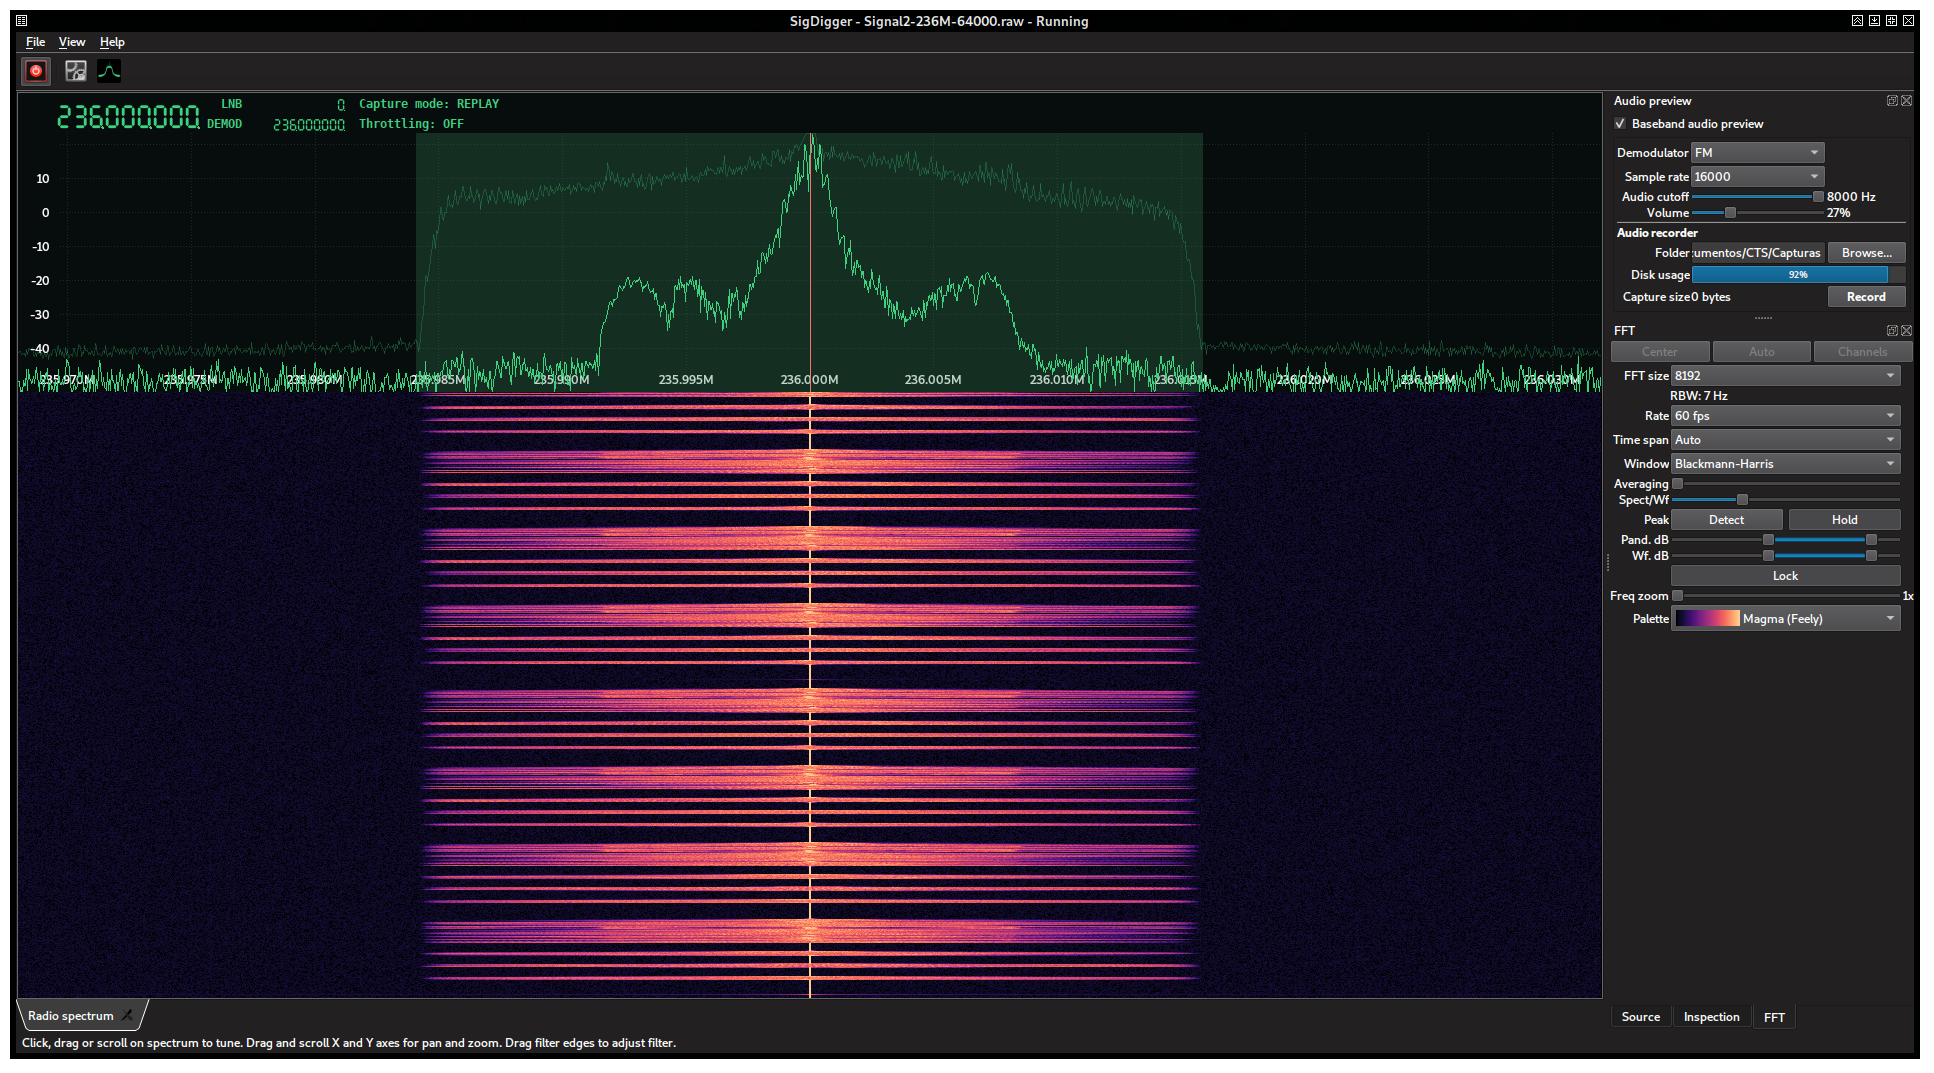 SigDigger - Signal2-236M-64000.raw - Running
File View Help
236.000.000 LNB 0 Capture mode: REPLAY
DEMOD 236.000.000 Throttling: OFF
10
0
-10
-20
-30
-40
235.970M 235.975M 235.980M 235.985M 235.990M 235.995M 236.000M 236.005M 236.010M 236.015M 236.020M 236.025M 236.030M
Radio spectrum
Click, drag or scroll on spectrum to tune. Drag and scroll X and Y axes for pan and zoom. Drag filter edges to adjust filter.
Audio preview
Baseband audio preview
Demodulator FM
Sample rate 16000
Audio cutoff 8000 Hz
Volume 27%
Audio recorder
Folder :umentos/CTS/Capturas Browse...
Disk usage 92%
Capture size 0 bytes Record
FFT
Center Auto Channels
FFT size 8192
RBW: 7 Hz
Rate 60 fps
Time span Auto
Window Blackmann-Harris
Averaging
Spect/Wf
Peak Detect Hold
Pand. dB
Wf. dB
Lock
Freq zoom 1x
Palette Magma (Feely)
Source Inspection FFT